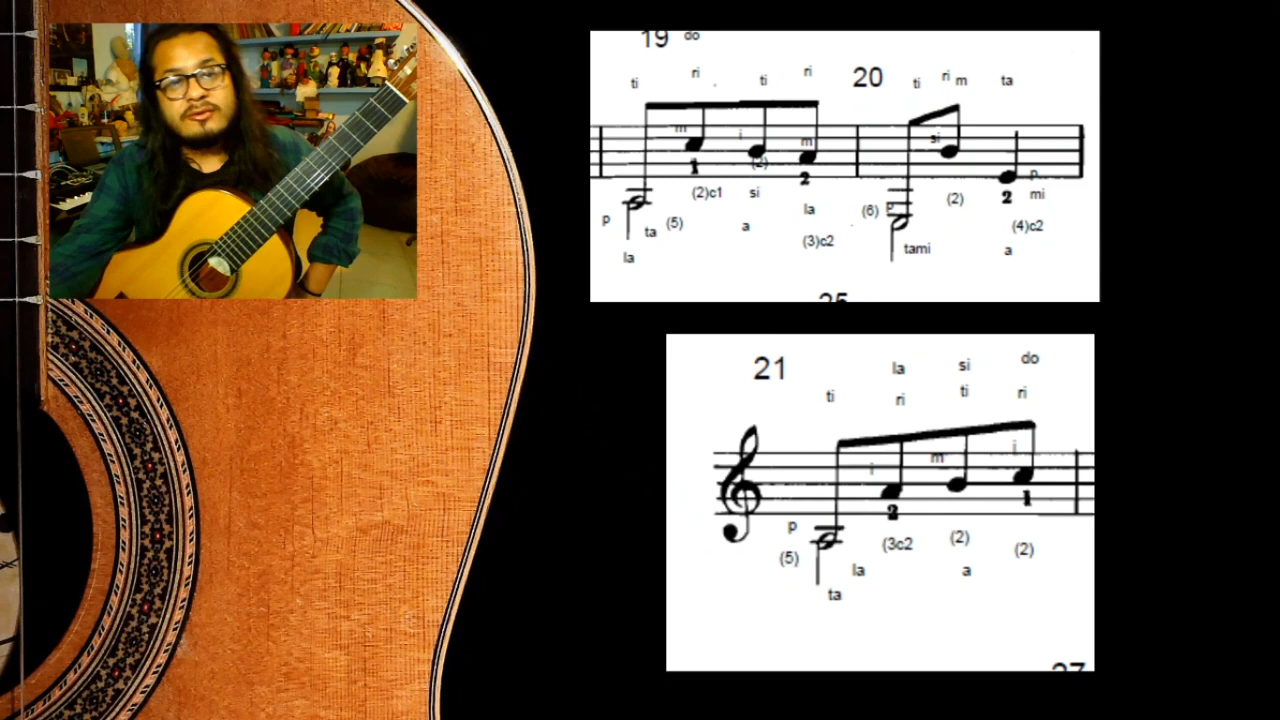 19 do
ti ri ti ri
m i m
1 (2) 2
(2)c1 si
p ta (5) a la
(3)c2
la
20 ti ri m ta
si p
(6) P (2) 2 mi
(4)c2
tami a
25
21 la si do
ti ri ti ri
i m i
2 1
p (3c2 (2) (2)
(5)
la a
ta
27